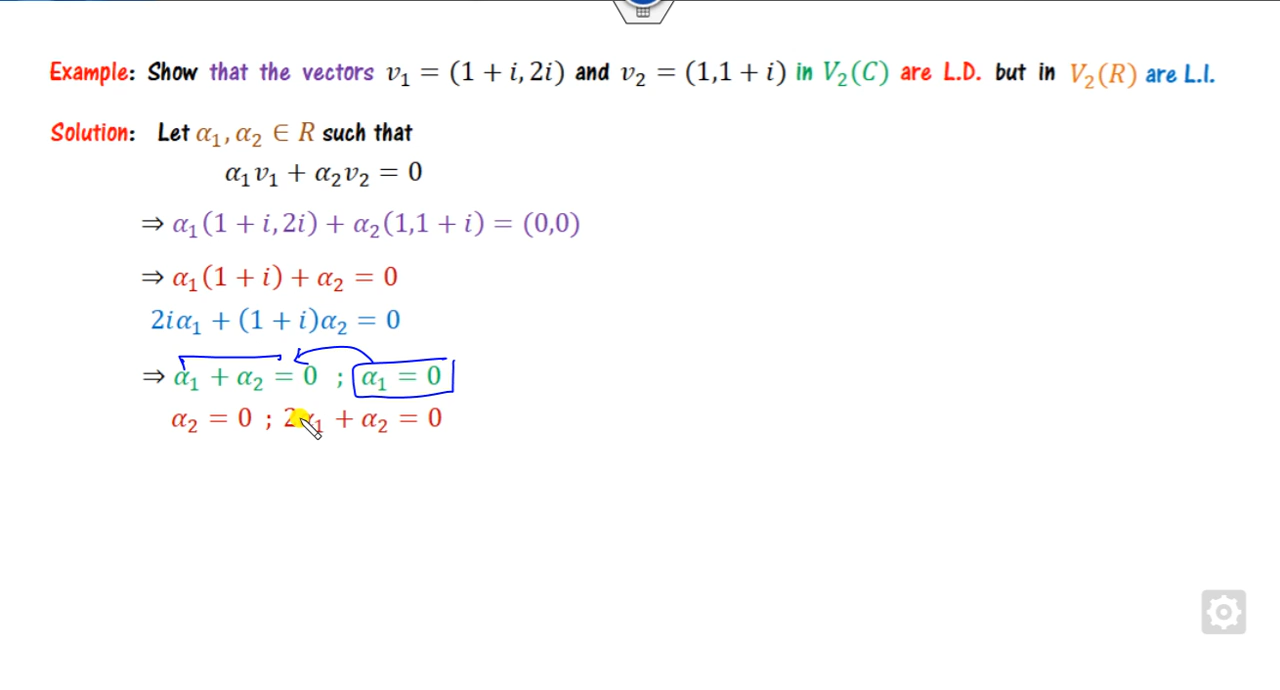 Example: Show that the vectors v₁ = (1 + i, 2i) and v₂ = (1,1 + i) in V₂(C) are L.D. but in V₂(R) are L.I.
Solution: Let α₁, α₂ ∈ R such that
α₁v₁ + α₂v₂ = 0
⇒ α₁(1 + i, 2i) + α₂(1,1 + i) = (0,0)
⇒ α₁(1 + i) + α₂ = 0
2iα₁ + (1 + i)α₂ = 0
⇒ α₁ + α₂ = 0 ; α₁ = 0
α₂ = 0 ; 2α₁ + α₂ = 0